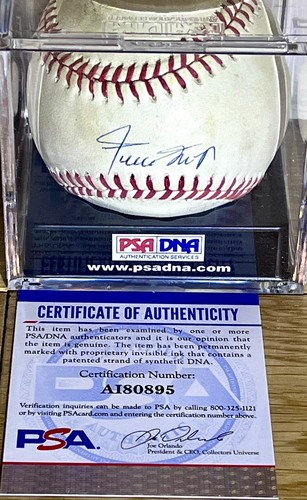 PSA DNA
AUTHENTICATION SERVICES
www.psadna.com
CERTIFICATE OF AUTHENTICITY
This item has been examined by one or more
PSA/DNA authenticators and it is our opinion that
the item is genuine. The item has been permanently
marked with proprietary invisible ink that contains a
patented strand of synthetic DNA.
Certification Number:
AI80895
Verification inquiries can be made to PSA by calling 800-325-1121
or by visiting PSAcard.com and entering the certification number above.
PSA.
Joe Orlando
President & CEO, Collectors Universe